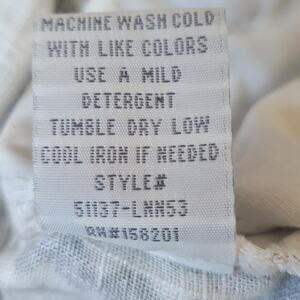 MACHINE WASH COLD
WITH LIKE COLORS
USE A MILD
DETERGENT
TUMBLE DRY LOW
COOL IRON IF NEEDED
STYLE#
51137-LNN53
RN#158201